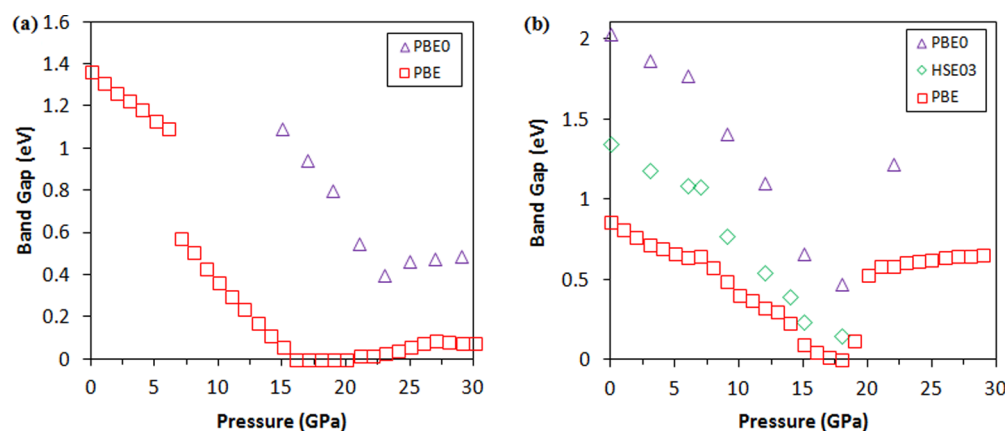 (a)
1.6
1.4
1.2
1
0.8
0.6
0.4
0.2
0
Band Gap (eV)
PBE0
PBE
0 5 10 15 20 25 30
Pressure (GPa)
(b)
2
1.5
1
0.5
0
Band Gap (eV)
PBE0
HSE03
PBE
0 5 10 15 20 25 30
Pressure (GPa)